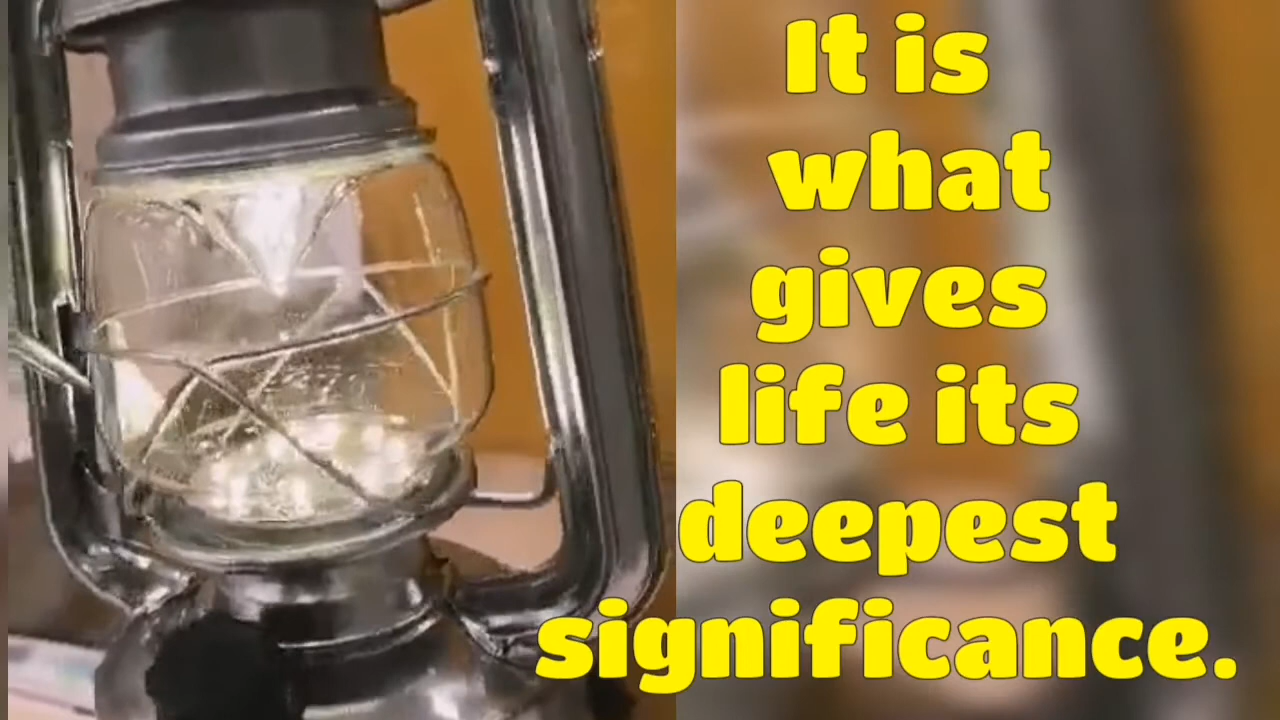 It is
what
gives
life its
deepest
significance.